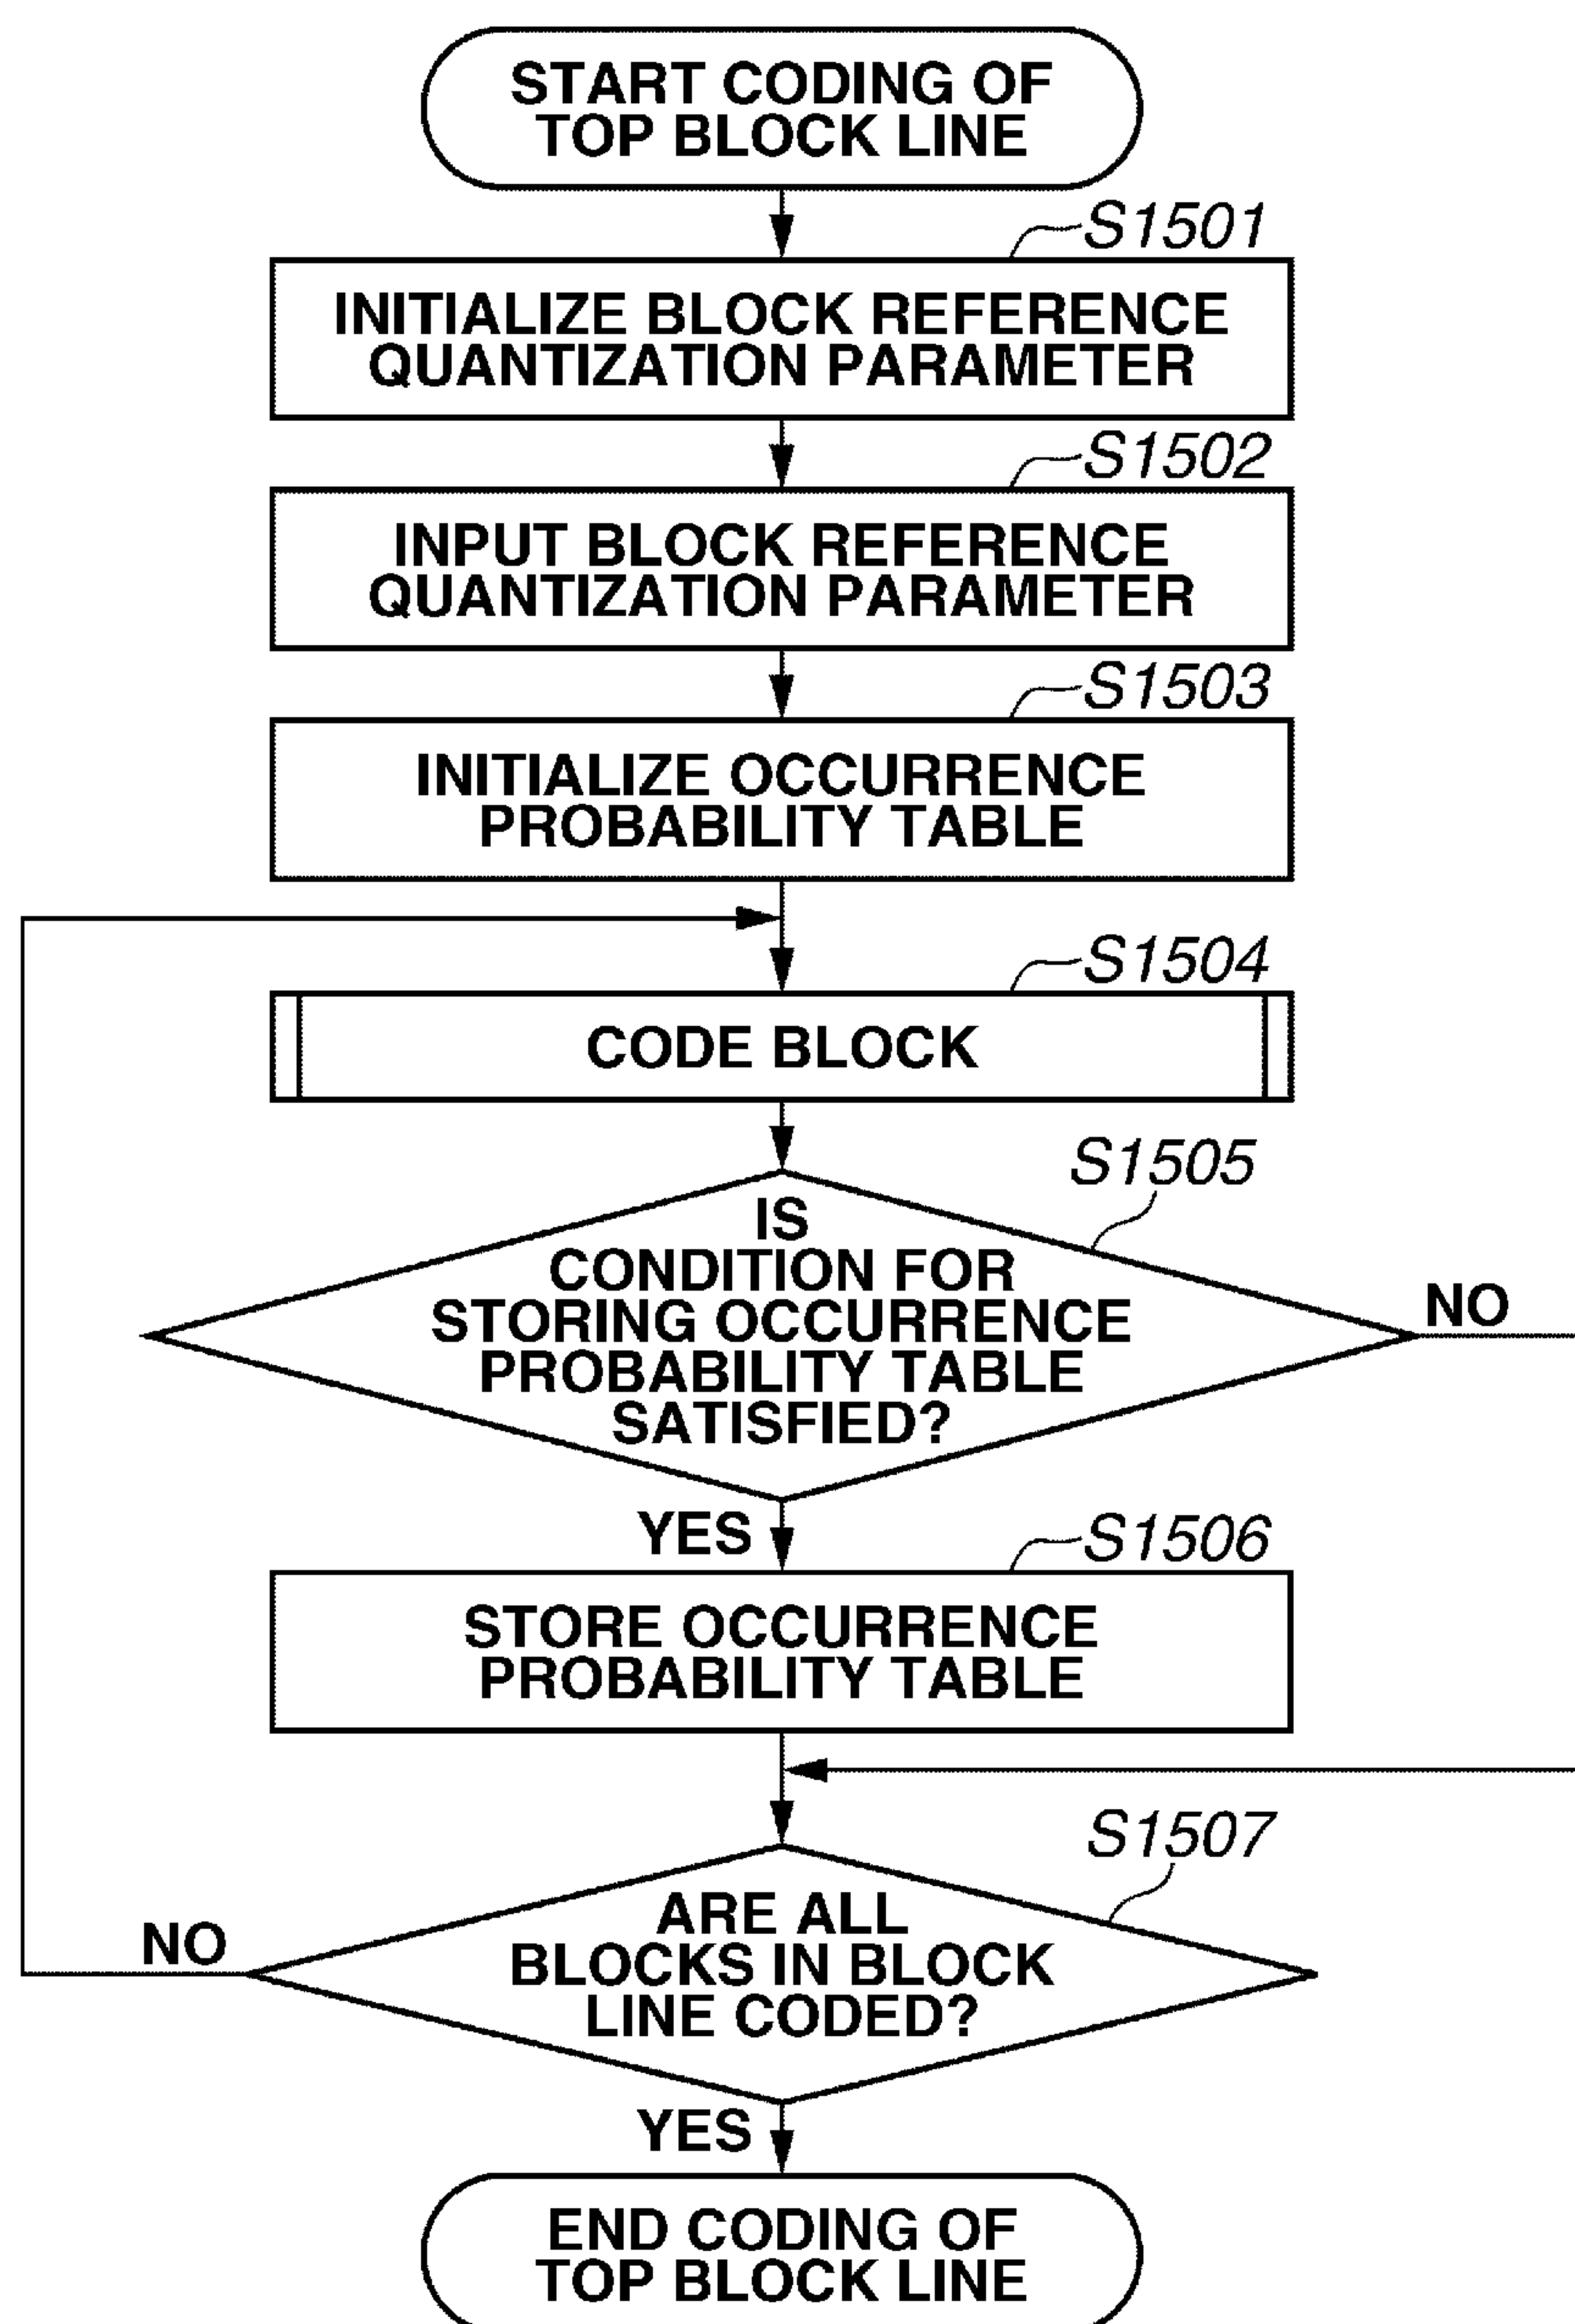 START CODING OF
TOP BLOCK LINE
S1501
INITIALIZE BLOCK REFERENCE
QUANTIZATION PARAMETER
S1502
INPUT BLOCK REFERENCE
QUANTIZATION PARAMETER
S1503
INITIALIZE OCCURRENCE
PROBABILITY TABLE
S1504
CODE BLOCK
S1505
IS
CONDITION FOR
STORING OCCURRENCE
PROBABILITY TABLE
SATISFIED?
NO
YES
S1506
STORE OCCURRENCE
PROBABILITY TABLE
S1507
ARE ALL
BLOCKS IN BLOCK
LINE CODED?
NO
YES
END CODING OF
TOP BLOCK LINE